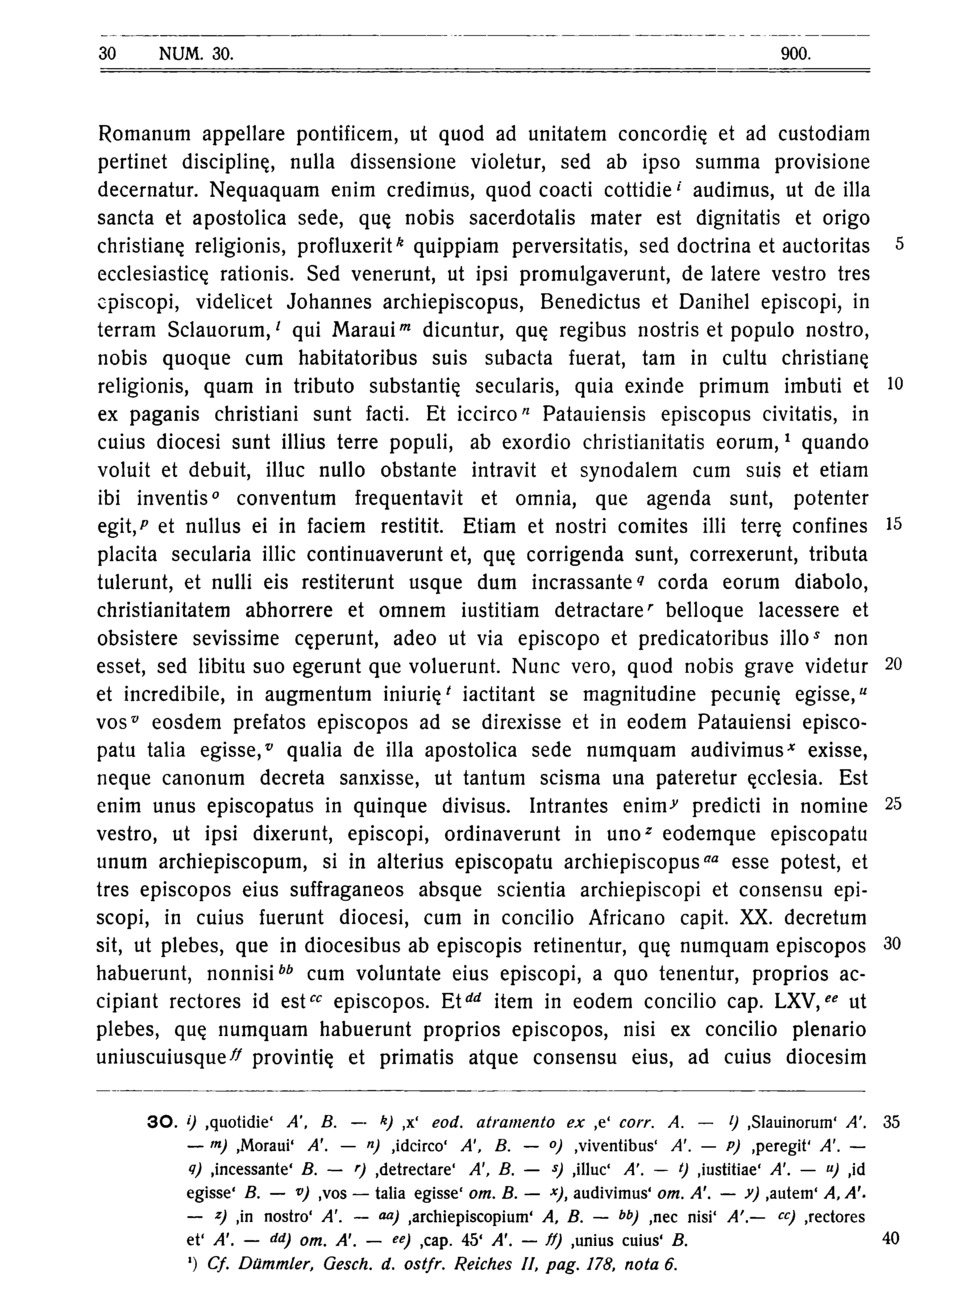 30 NUM. 30. 900.
Romanum appellare pontificem, ut quod ad unitatem concordię et ad custodiam
pertinet disciplinę, nulla dissensione violetur, sed ab ipso summa provisione
decernatur. Nequaquam enim credimus, quod coacti cottidie i audimus, ut de illa
sancta et apostolica sede, quę nobis sacerdotalis mater est dignitatis et origo
christianę religionis, profluxerit k quippiam perversitatis, sed doctrina et auctoritas 5
ecclesiasticę rationis. Sed venerunt, ut ipsi promulgaverunt, de latere vestro tres
episcopi, videlicet Johannes archiepiscopus, Benedictus et Danihel episcopi, in
terram Sclauorum, l qui Maraui m dicuntur, quę regibus nostris et populo nostro,
nobis quoque cum habitatoribus suis subacta fuerat, tam in cultu christianę
religionis, quam in tributo substantię secularis, quia exinde primum imbuti et 10
ex paganis christiani sunt facti. Et iccirco n Patauiensis episcopus civitatis, in
cuius diocesi sunt illius terre populi, ab exordio christianitatis eorum, 1 quando
voluit et debuit, illuc nullo obstante intravit et synodalem cum suis et etiam
ibi inventis o conventum frequentavit et omnia, que agenda sunt, potenter
egit, p et nullus ei in faciem restitit. Etiam et nostri comites illi terrę confines 15
placita secularia illic continuaverunt et, quę corrigenda sunt, correxerunt, tributa
tulerunt, et nulli eis restiterunt usque dum incrassante q corda eorum diabolo,
christianitatem abhorrere et omnem iustitiam detractare r belloque lacessere et
obsistere sevissime cęperunt, adeo ut via episcopo et predicatoribus illo s non
esset, sed libitu suo egerunt que voluerunt. Nunc vero, quod nobis grave videtur 20
et incredibile, in augmentum iniurię t iactitant se magnitudine pecunię egisse, u
vos v eosdem prefatos episcopos ad se direxisse et in eodem Patauiensi episco-
patu talia egisse, v qualia de illa apostolica sede numquam audivimus x exisse,
neque canonum decreta sanxisse, ut tantum scisma una pateretur ęcclesia. Est
enim unus episcopatus in quinque divisus. Intrantes enim y predicti in nomine 25
vestro, ut ipsi dixerunt, episcopi, ordinaverunt in uno z eodemque episcopatu
unum archiepiscopum, si in alterius episcopatu archiepiscopus aa esse potest, et
tres episcopos eius suffraganeos absque scientia archiepiscopi et consensu epi-
scopi, in cuius fuerunt diocesi, cum in concilio Africano capit. XX. decretum
sit, ut plebes, que in diocesibus ab episcopis retinentur, quę numquam episcopos 30
habuerunt, nonnisi bb cum voluntate eius episcopi, a quo tenentur, proprios ac-
cipiant rectores id est cc episcopos. Et dd item in eodem concilio cap. LXV, ee ut
plebes, quę numquam habuerunt proprios episcopos, nisi ex concilio plenario
uniuscuiusque ff provintię et primatis atque consensu eius, ad cuius diocesim
30. i) ‚quotidie‘ A', B. — k) ‚x‘ eod. atramento ex ‚e‘ corr. A. — l) ‚Slauinorum‘ A'. 35
— m) ‚Moraui‘ A'. — n) ‚idcirco‘ A', B. — o) ‚viventibus‘ A'. — p) ‚peregit‘ A'. —
q) ‚incessante‘ B. — r) ‚detrectare‘ A', B. — s) ‚illuc‘ A'. — t) ‚iustitiae‘ A'. — u) ‚id
egisse‘ B. — v) ‚vos — talia egisse‘ om. B. — x), audivimus‘ om. A'. — y) ‚autem‘ A, A'.
— z) ‚in nostro‘ A'. — aa) ‚archiepiscopium‘ A, B. — bb) ‚nec nisi‘ A'.— cc) ‚rectores
et‘ A'. — dd) om. A'. — ee) ‚cap. 45‘ A'. — ff) ‚unius cuius‘ B. 40
1) Cf. Dümmler, Gesch. d. ostfr. Reiches II, pag. 178, nota 6.